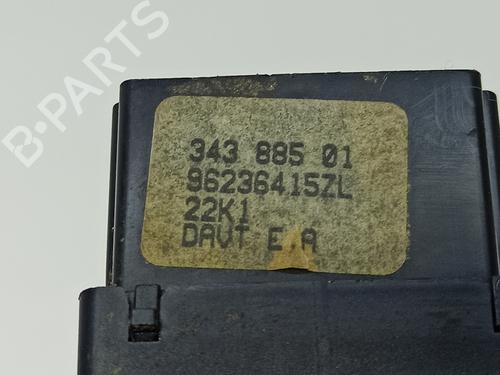 B-PARTS
343 885 01
96236415ZL
22K1
DAVT E A